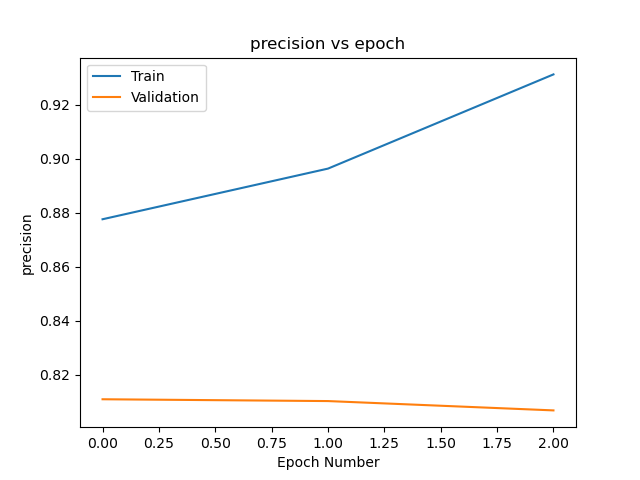 precision vs epoch
Train
Validation
0.92
0.90
0.88
0.86
0.84
0.82
precision
0.00 0.25 0.50 0.75 1.00 1.25 1.50 1.75 2.00
Epoch Number